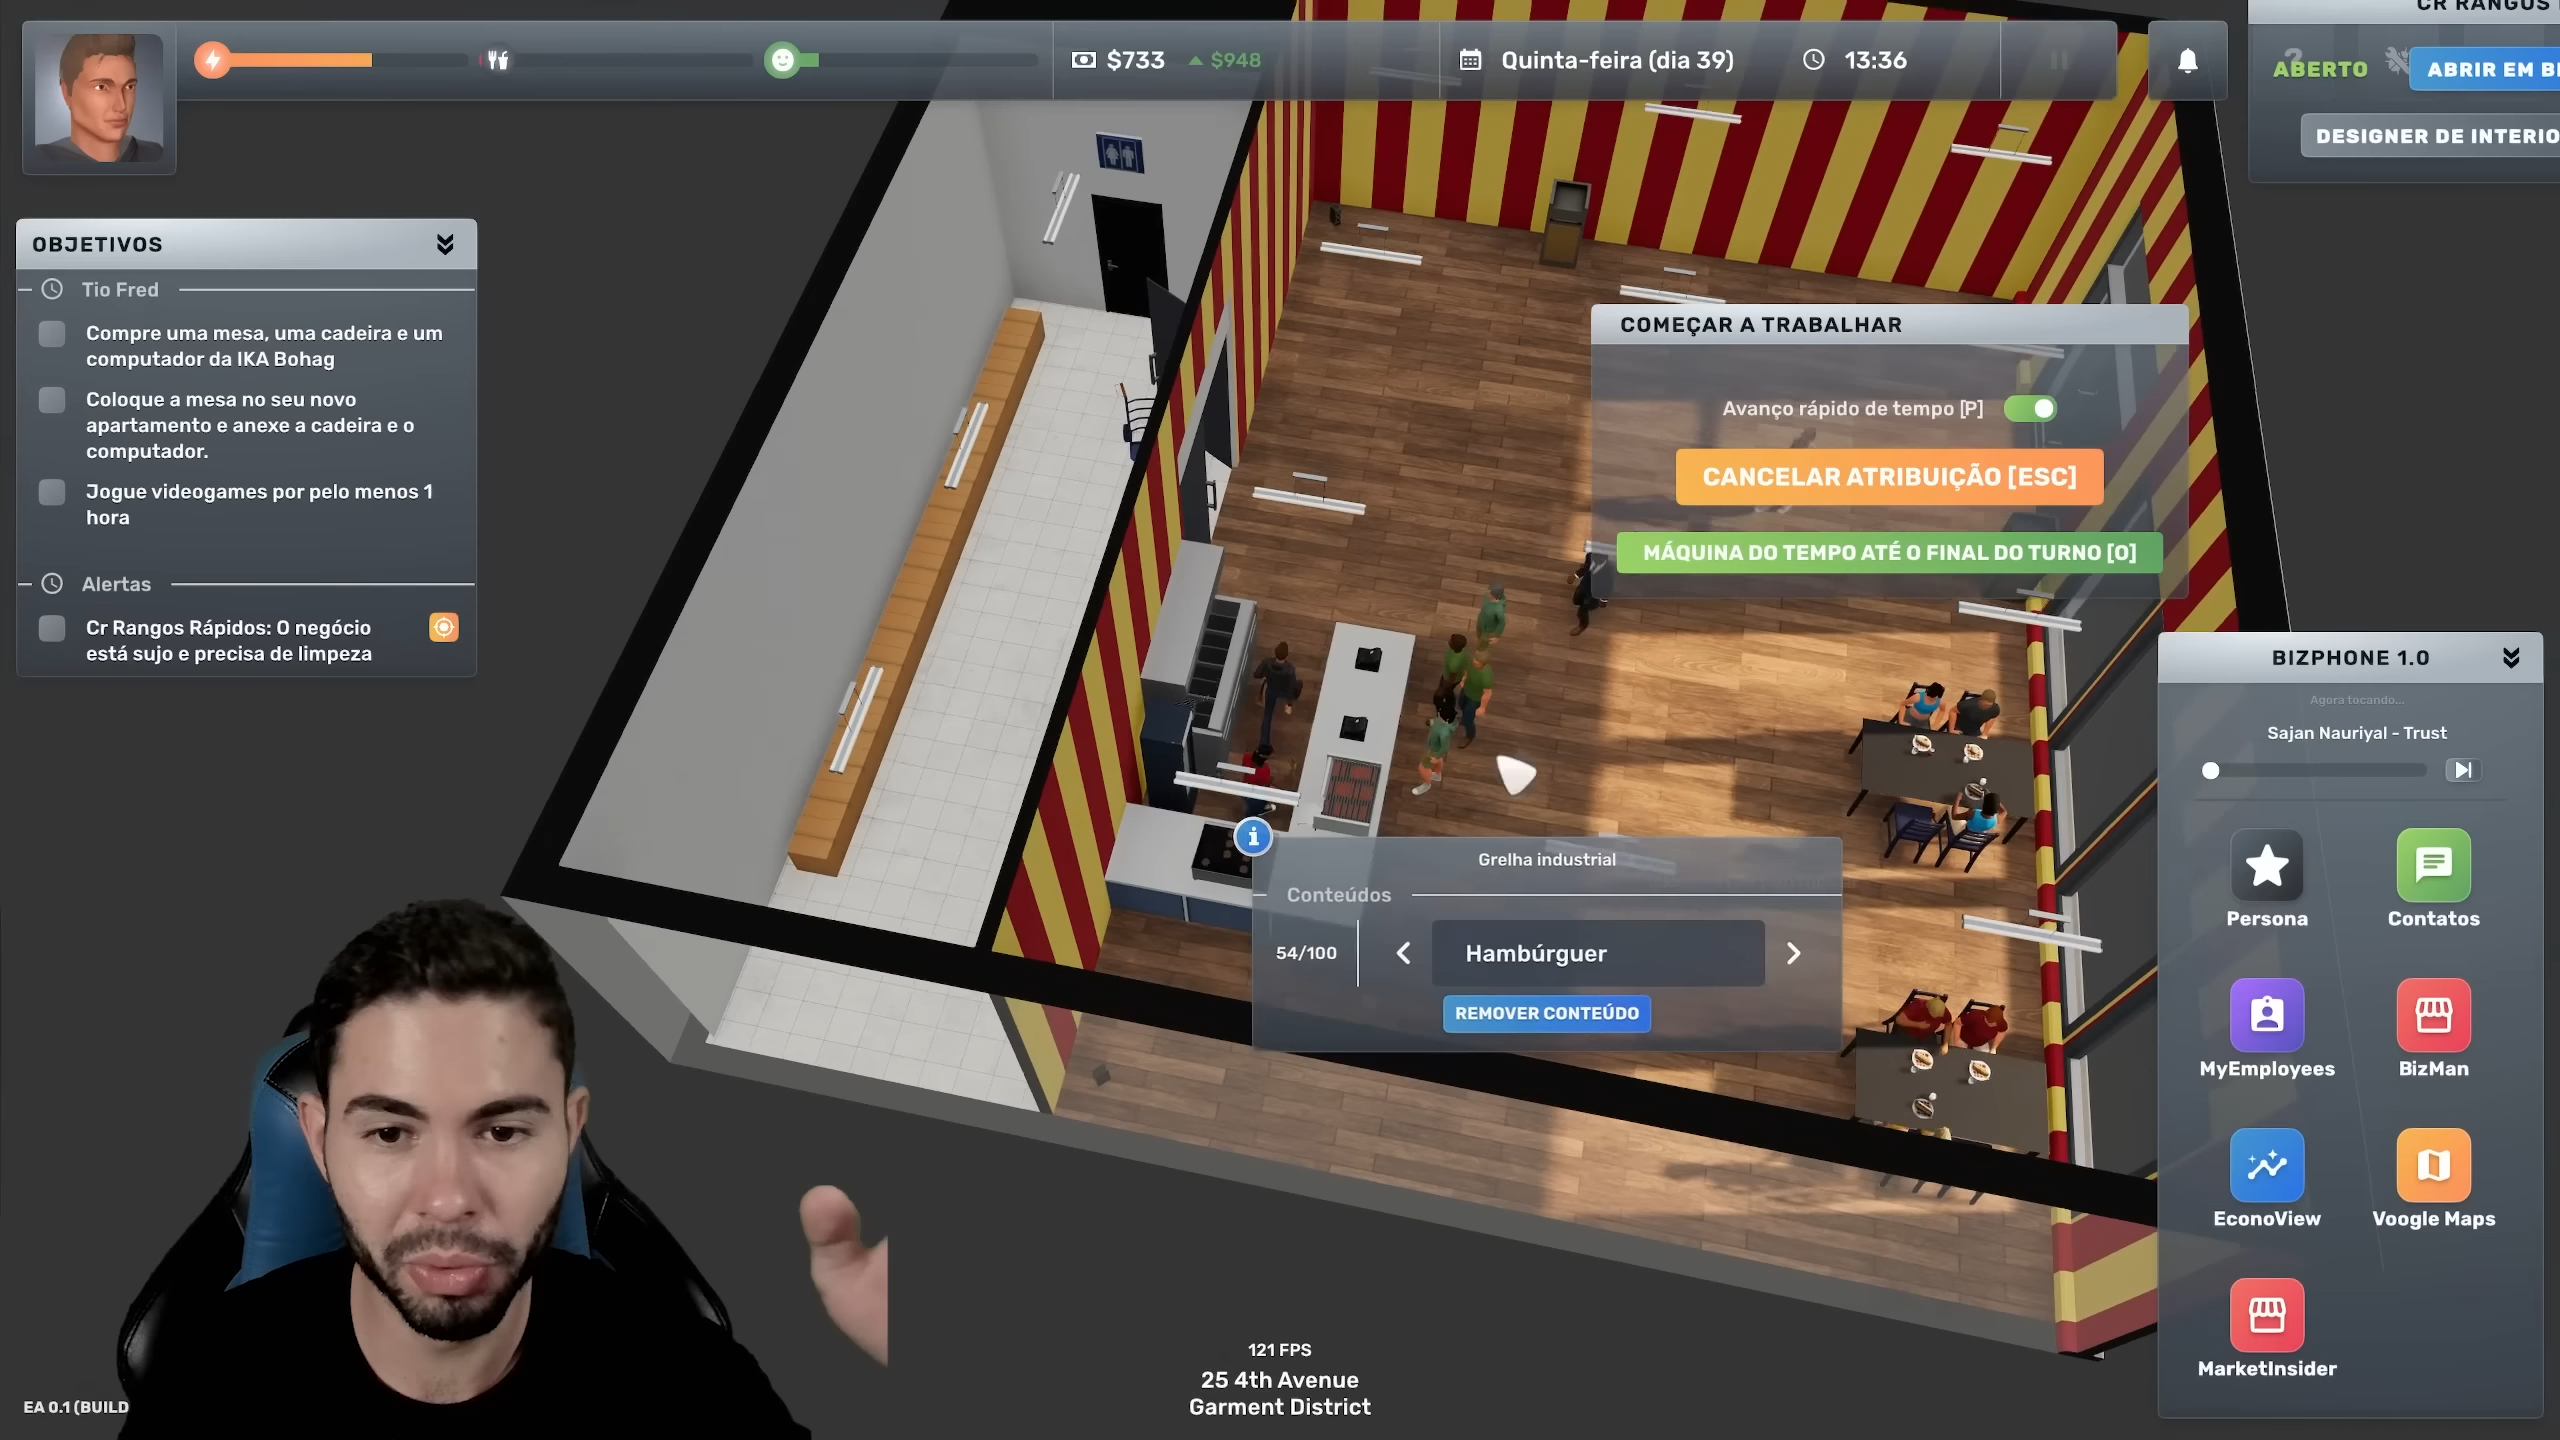 $733
$948
Quinta-feira (dia 39)
13:36
CR RANGOS
ABERTO
ABRIR EM
DESIGNER DE
OBJETIVOS
Tio Fred
Compre uma mesa, uma cadeira e um
computador da IKA Bohag
Coloque a mesa no seu novo
apartamento e anexe a cadeira e o
computador.
Jogue videogames por pelo menos 1
hora
Alertas
Cr Rangos Rápidos: O negócio
está sujo e precisa de limpeza
COMEÇAR A TRABALHAR
Avanço rápido de tempo [P]
CANCELAR ATRIBUIÇÃO [ESC]
MÁQUINA DO TEMPO ATÉ O FINAL DO TURNO [O]
Grelha industrial
Conteúdos
54/100
Hambúrguer
REMOVER CONTEÚDO
BIZPHONE 1.0
Agora tocando...
Sajan Nauriyal - Trust
Persona
Contatos
MyEmployees
BizMan
EconoView
Voogle Maps
MarketInsider
121 FPS
25 4th Avenue
Garment District
EA 0.1 (BUILD